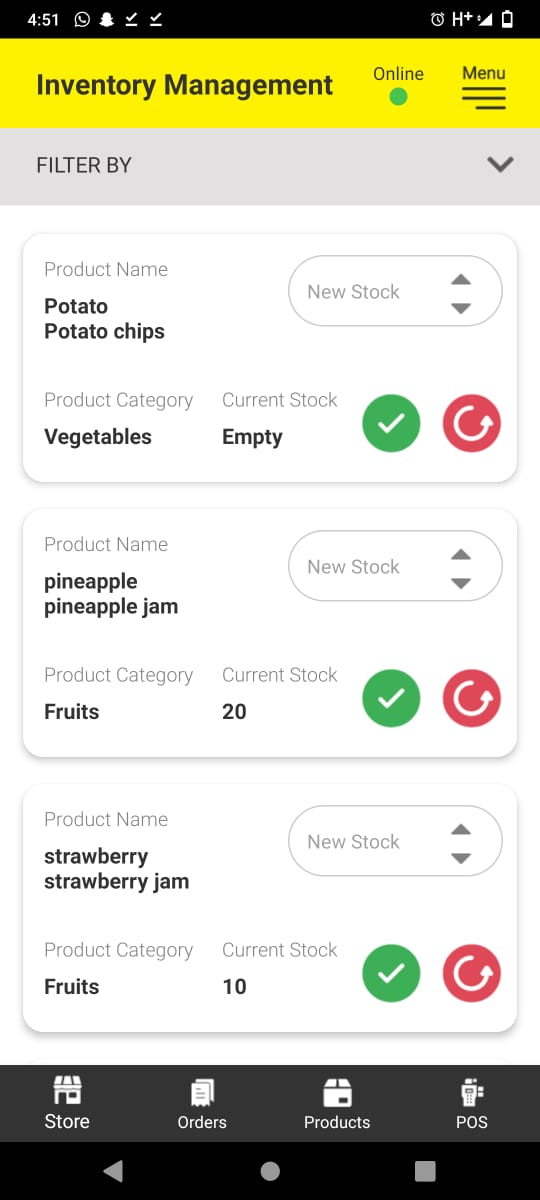 4:51
H+
Inventory Management
Online
Menu
FILTER BY
Product Name
Potato
Potato chips
New Stock
Product Category
Current Stock
Vegetables
Empty
Product Name
pineapple
pineapple jam
New Stock
Product Category
Current Stock
Fruits
20
Product Name
strawberry
strawberry jam
New Stock
Product Category
Current Stock
Fruits
10
Store
Orders
Products
POS